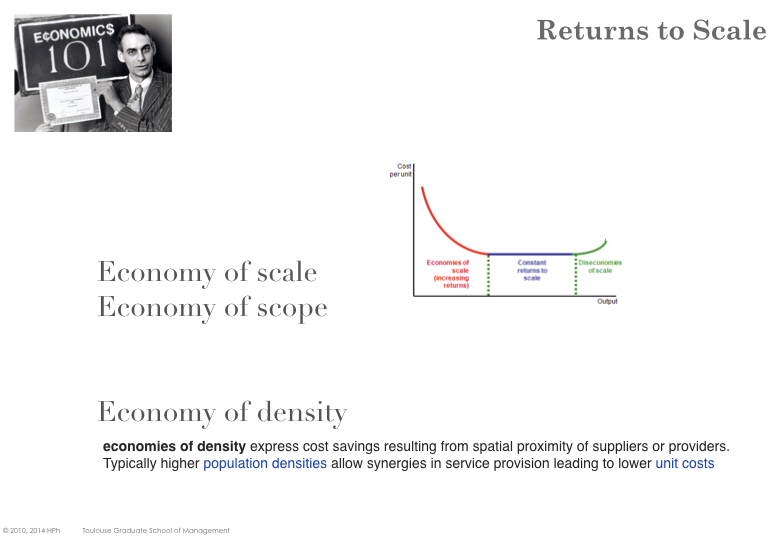 Returns to Scale
E¢ONOMIC$
101
Cost
per unit
Economies of
scale
(increasing
returns)
Constant
returns to
scale
Diseconomies
of scale
Output
Economy of scale
Economy of scope
Economy of density
economies of density express cost savings resulting from spatial proximity of suppliers or providers.
Typically higher population densities allow synergies in service provision leading to lower unit costs
© 2010, 2014 HPh Toulouse Graduate School of Management